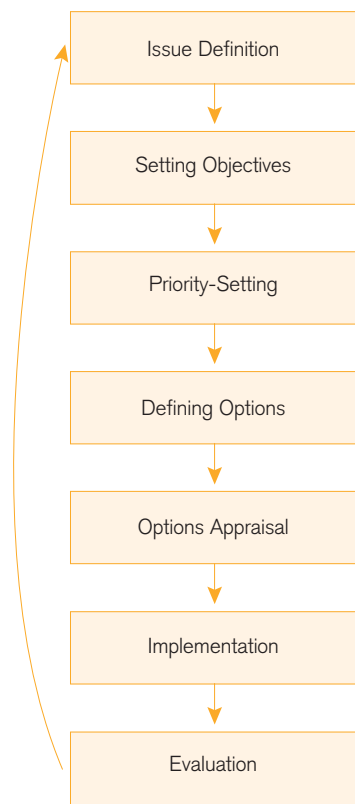 Issue Definition
Setting Objectives
Priority-Setting
Defining Options
Options Appraisal
Implementation
Evaluation